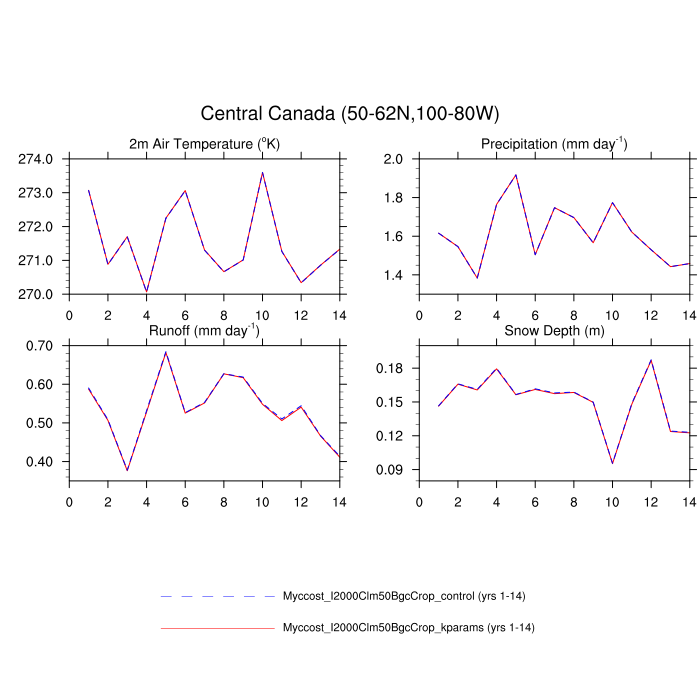 Central Canada (50-62N,100-80W)
2m Air Temperature (°K)
Precipitation (mm day⁻¹)
274.0
273.0
272.0
271.0
270.0
0 2 4 6 8 10 12 14
2.0
1.8
1.6
1.4
0 2 4 6 8 10 12 14
Runoff (mm day⁻¹)
Snow Depth (m)
0.70
0.60
0.50
0.40
0 2 4 6 8 10 12 14
0.18
0.15
0.12
0.09
0 2 4 6 8 10 12 14
Myccost_I2000Clm50BgcCrop_control (yrs 1-14)
Myccost_I2000Clm50BgcCrop_kparams (yrs 1-14)